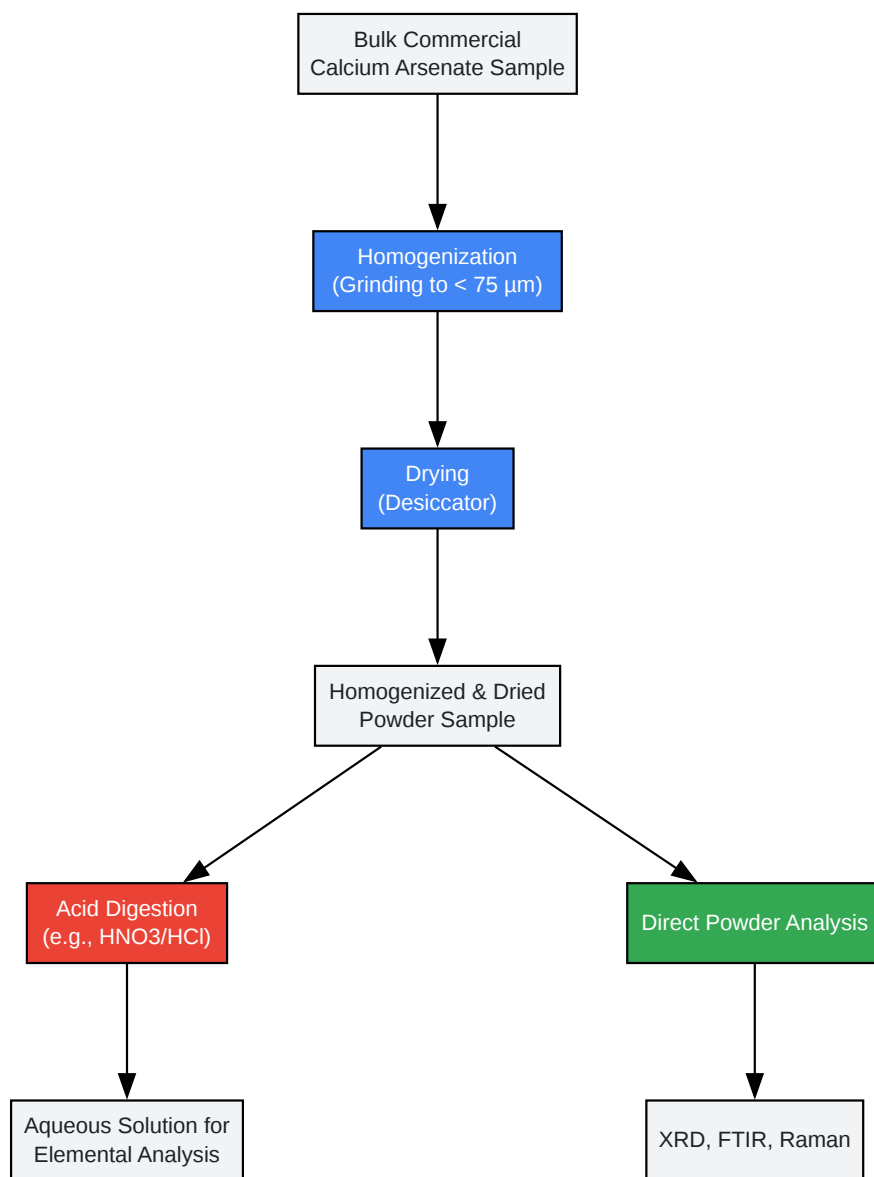 Bulk Commercial
Calcium Arsenate Sample
Homogenization
(Grinding to < 75 µm)
Drying
(Desiccator)
Homogenized & Dried
Powder Sample
Acid Digestion
(e.g., HNO3/HCl)
Direct Powder Analysis
Aqueous Solution for
Elemental Analysis
XRD, FTIR, Raman